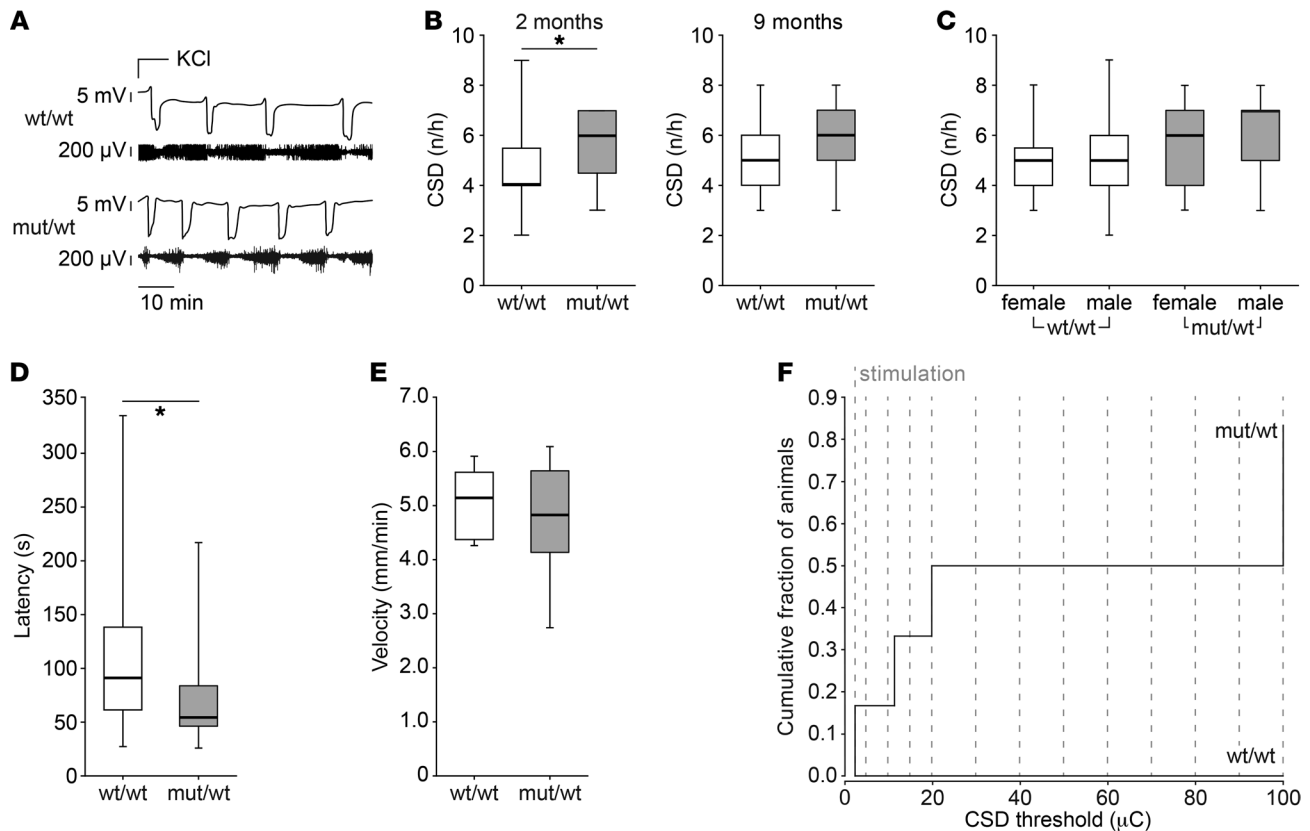 A
KCl
5 mV
wt/wt
200 µV
5 mV
mut/wt
200 µV
10 min
B
2 months
*
CSD (n/h)
10
8
6
4
2
0
wt/wt
mut/wt
9 months
CSD (n/h)
10
8
6
4
2
0
wt/wt
mut/wt
C
CSD (n/h)
10
8
6
4
2
0
female
male
female
male
wt/wt
mut/wt
D
*
Latency (s)
350
300
250
200
150
100
50
0
wt/wt
mut/wt
E
Velocity (mm/min)
7.0
6.0
5.0
4.0
3.0
2.0
1.0
0
wt/wt
mut/wt
F
stimulation
Cumulative fraction of animals
0.9
0.8
0.7
0.6
0.5
0.4
0.3
0.2
0.1
0.0
mut/wt
wt/wt
0
20
40
60
80
100
CSD threshold (µC)